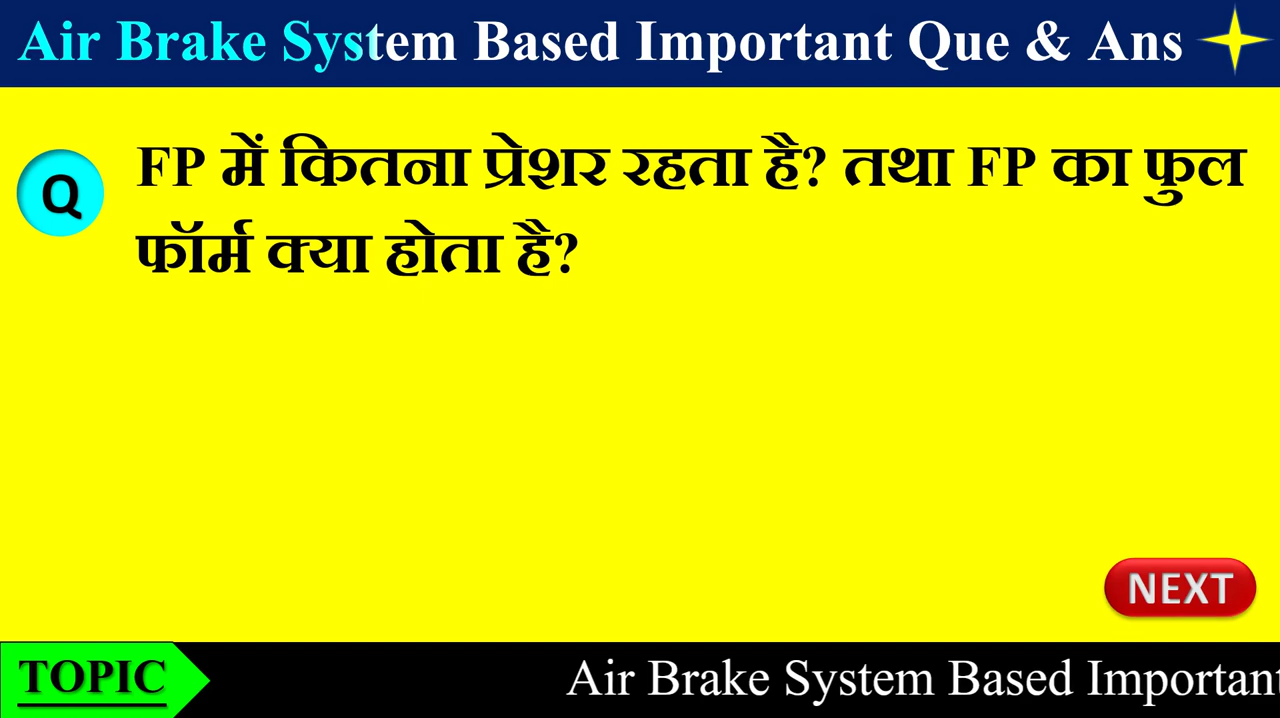 Air Brake System Based Important Que & Ans
Q
FP में कितना प्रेशर रहता है? तथा FP का फुल
फॉर्म क्या होता है?
NEXT
TOPIC
Air Brake System Based Important